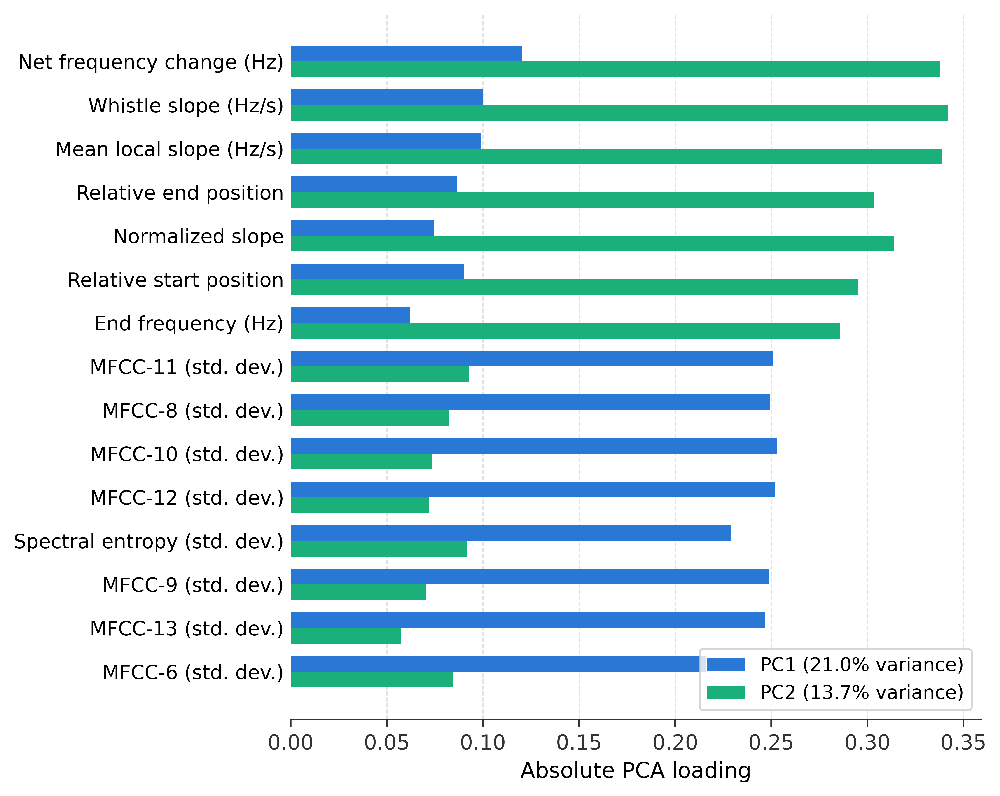 Net frequency change (Hz)
Whistle slope (Hz/s)
Mean local slope (Hz/s)
Relative end position
Normalized slope
Relative start position
End frequency (Hz)
MFCC-11 (std. dev.)
MFCC-8 (std. dev.)
MFCC-10 (std. dev.)
MFCC-12 (std. dev.)
Spectral entropy (std. dev.)
MFCC-9 (std. dev.)
MFCC-13 (std. dev.)
MFCC-6 (std. dev.)
PC1 (21.0% variance)
PC2 (13.7% variance)
0.00 0.05 0.10 0.15 0.20 0.25 0.30 0.35
Absolute PCA loading